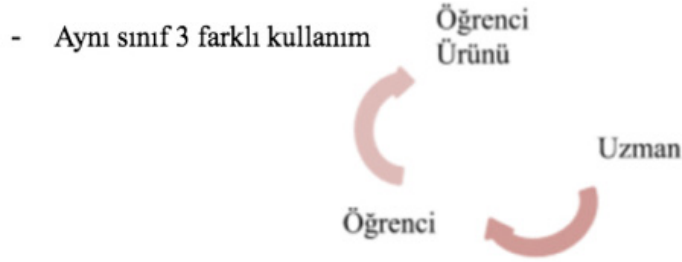 - Aynı sınıf 3 farklı kullanım
Öğrenci
Ürünü
Uzman
Öğrenci